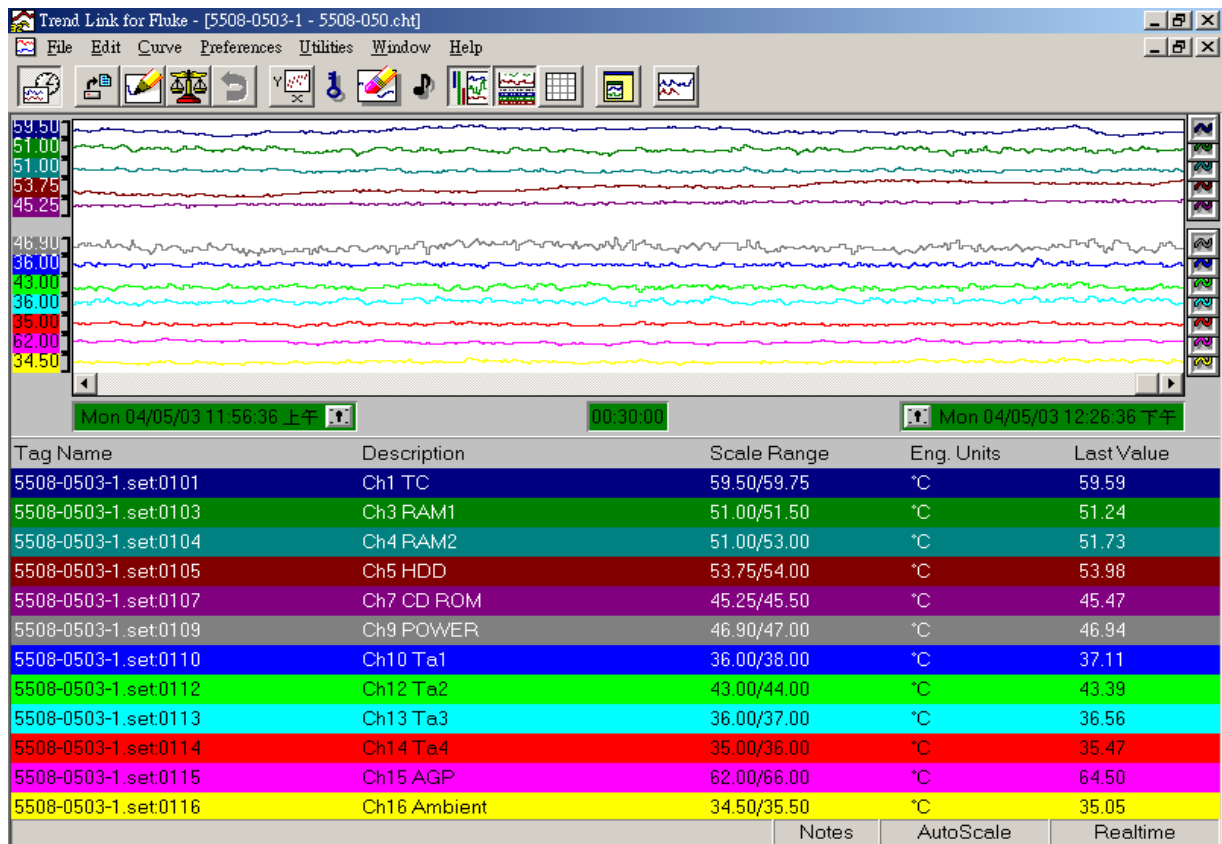 Trend Link for Fluke - [5508-0503-1 - 5508-050.cht]
File Edit Curve Preferences Utilities Window Help
Y
X
59.50
51.00
51.00
53.75
45.25
46.90
36.00
43.00
36.00
35.00
62.00
34.50
Mon 04/05/03 11:56:36 上午 00:30:00 Mon 04/05/03 12:26:36 下午
Tag Name Description Scale Range Eng. Units Last Value
5508-0503-1.set:0101 Ch1 TC 59.50/59.75 °C 59.59
5508-0503-1.set:0103 Ch3 RAM1 51.00/51.50 °C 51.24
5508-0503-1.set:0104 Ch4 RAM2 51.00/53.00 °C 51.73
5508-0503-1.set:0105 Ch5 HDD 53.75/54.00 °C 53.98
5508-0503-1.set:0107 Ch7 CD ROM 45.25/45.50 °C 45.47
5508-0503-1.set:0109 Ch9 POWER 46.90/47.00 °C 46.94
5508-0503-1.set:0110 Ch10 Ta1 36.00/38.00 °C 37.11
5508-0503-1.set:0112 Ch12 Ta2 43.00/44.00 °C 43.39
5508-0503-1.set:0113 Ch13 Ta3 36.00/37.00 °C 36.56
5508-0503-1.set:0114 Ch14 Ta4 35.00/36.00 °C 35.47
5508-0503-1.set:0115 Ch15 AGP 62.00/66.00 °C 64.50
5508-0503-1.set:0116 Ch16 Ambient 34.50/35.50 °C 35.05
Notes AutoScale Realtime